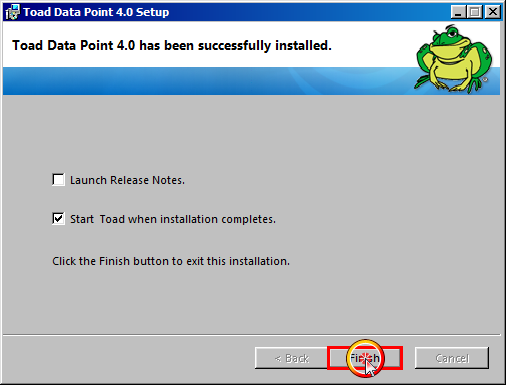 Toad Data Point 4.0 Setup
Toad Data Point 4.0 has been successfully installed.
Launch Release Notes.
Start Toad when installation completes.
Click the Finish button to exit this installation.
< Back Finish Cancel